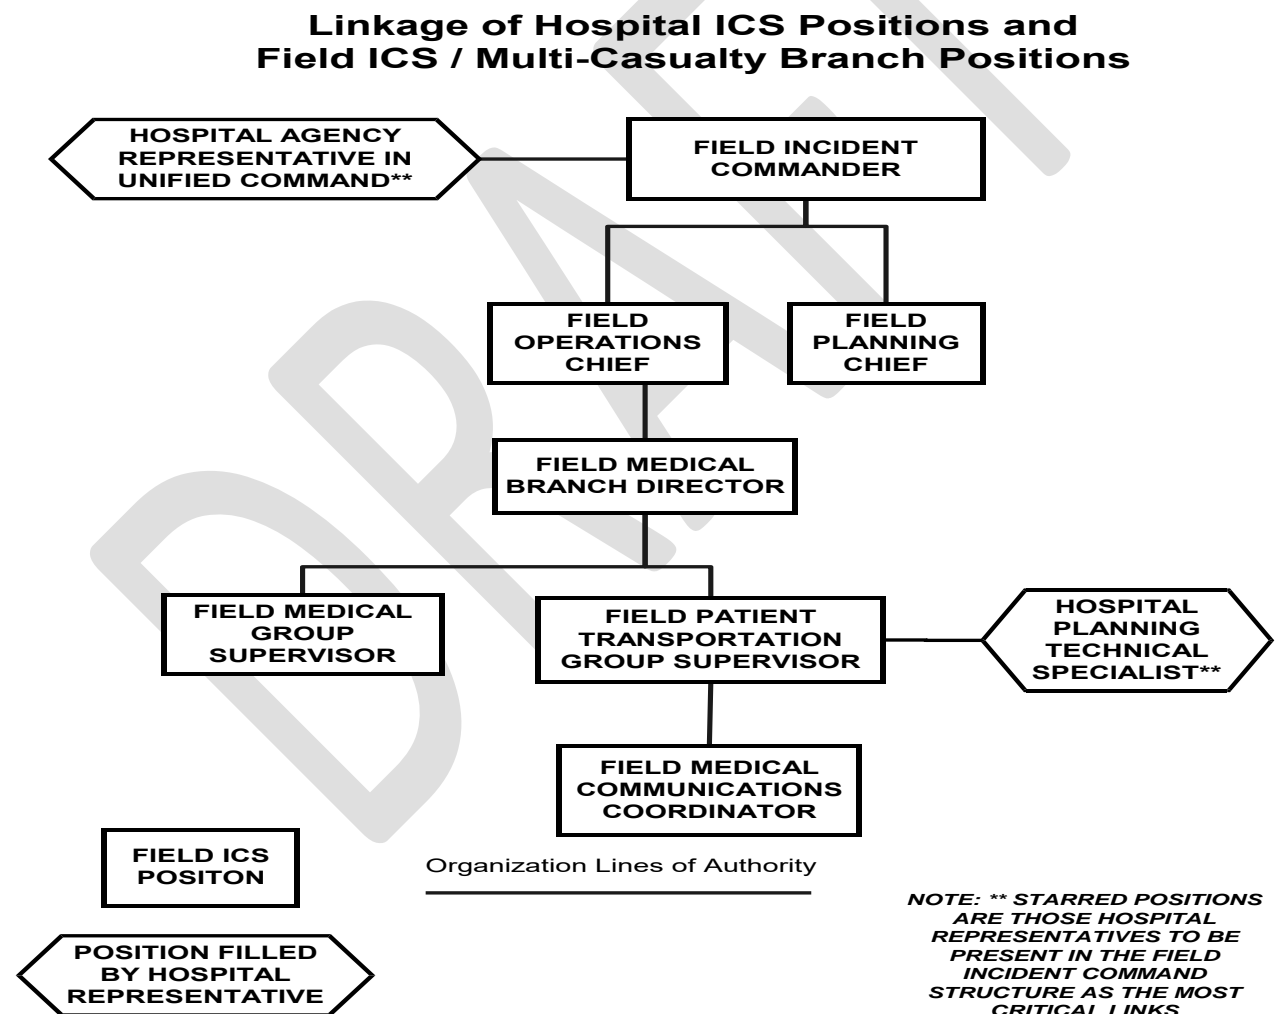 Linkage of Hospital ICS Positions and
Field ICS / Multi-Casualty Branch Positions
HOSPITAL AGENCY
REPRESENTATIVE IN
UNIFIED COMMAND**
FIELD INCIDENT
COMMANDER
FIELD
OPERATIONS
CHIEF
FIELD
PLANNING
CHIEF
FIELD MEDICAL
BRANCH DIRECTOR
FIELD MEDICAL
GROUP
SUPERVISOR
FIELD PATIENT
TRANSPORTATION
GROUP SUPERVISOR
HOSPITAL
PLANNING
TECHNICAL
SPECIALIST**
FIELD MEDICAL
COMMUNICATIONS
COORDINATOR
FIELD ICS
POSITON
Organization Lines of Authority
POSITION FILLED
BY HOSPITAL
REPRESENTATIVE
NOTE: ** STARRED POSITIONS
ARE THOSE HOSPITAL
REPRESENTATIVES TO BE
PRESENT IN THE FIELD
INCIDENT COMMAND
STRUCTURE AS THE MOST
CRITICAL LINKS
DRAFT